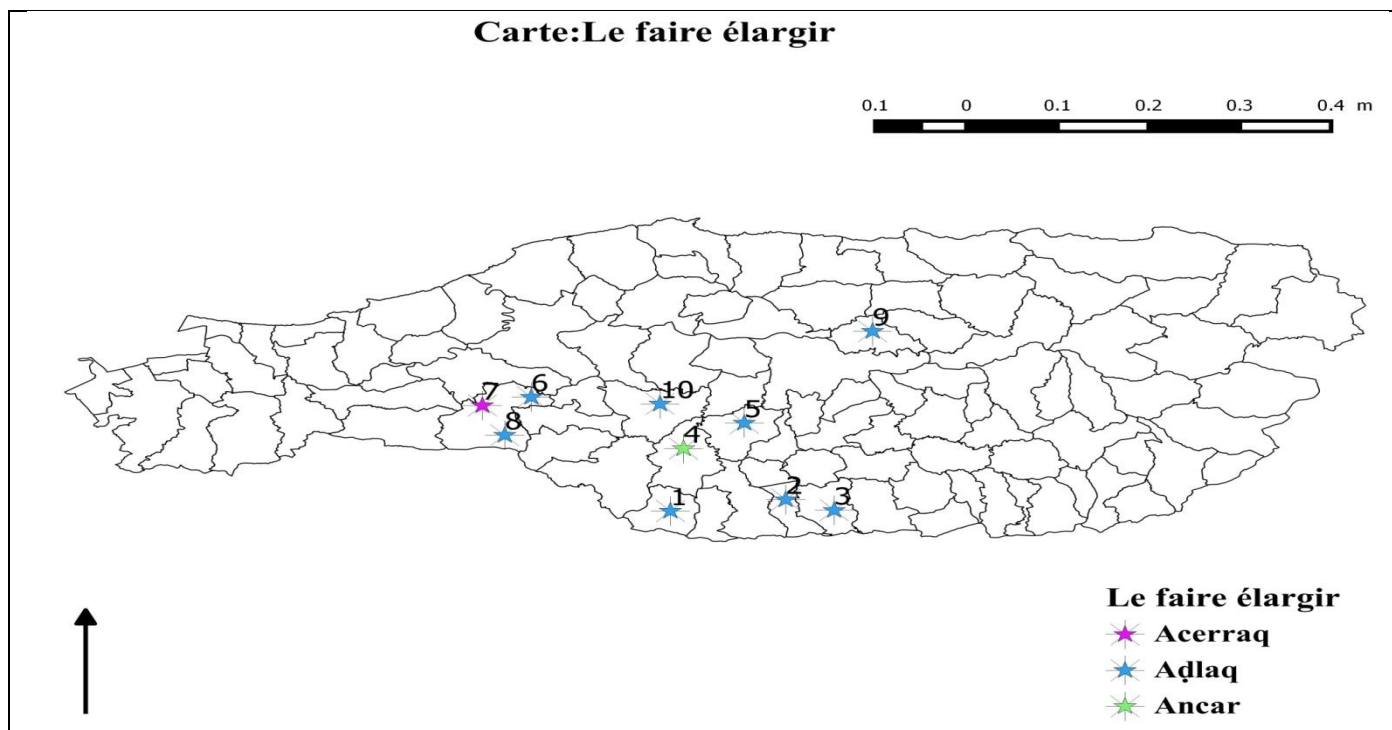 Carte:Le faire élargir
0.1 0 0.1 0.2 0.3 0.4 m
9
7 6 10
8 5
4
1 2 3
Le faire élargir
Acerraq
Aḍlaq
Ancar